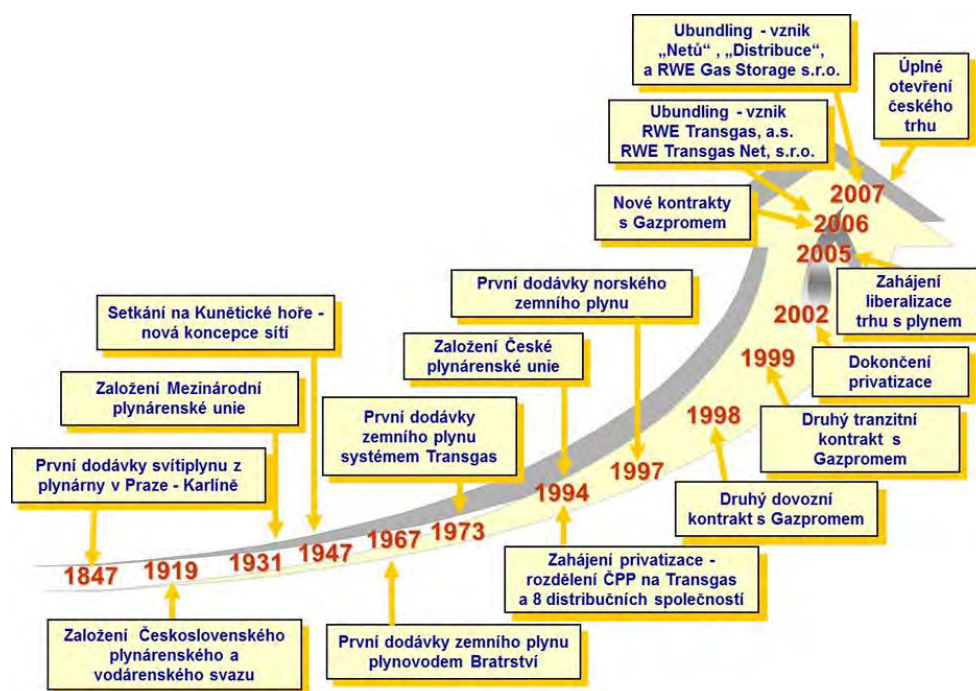 Ubundling - vznik
„Netů“ , „Distribuce“,
a RWE Gas Storage s.r.o.
Úplné
otevření
českého
trhu
Ubundling - vznik
RWE Transgas, a.s.
RWE Transgas Net, s.r.o.
Nové kontrakty
s Gazpromem
2007
2006
2005
První dodávky norského
zemního plynu
Zahájení
liberalizace
trhu s plynem
Setkání na Kunětické hoře -
nová koncepce sítí
2002
Založení České
plynárenské unie
1999
Dokončení
privatizace
Založení Mezinárodní
plynárenské unie
První dodávky
zemního plynu
systémem Transgas
1998
Druhý tranzitní
kontrakt s
Gazpromem
První dodávky svítiplynu z
plynárny v Praze - Karlíně
1997
1994
Druhý dovozní
kontrakt s Gazpromem
1973
1967
1947
1931
1919
1847
Zahájení privatizace -
rozdělení ČPP na Transgas
a 8 distribučních společností
Založení Československého
plynárenského a
vodárenského svazu
První dodávky zemního plynu
plynovodem Bratrství